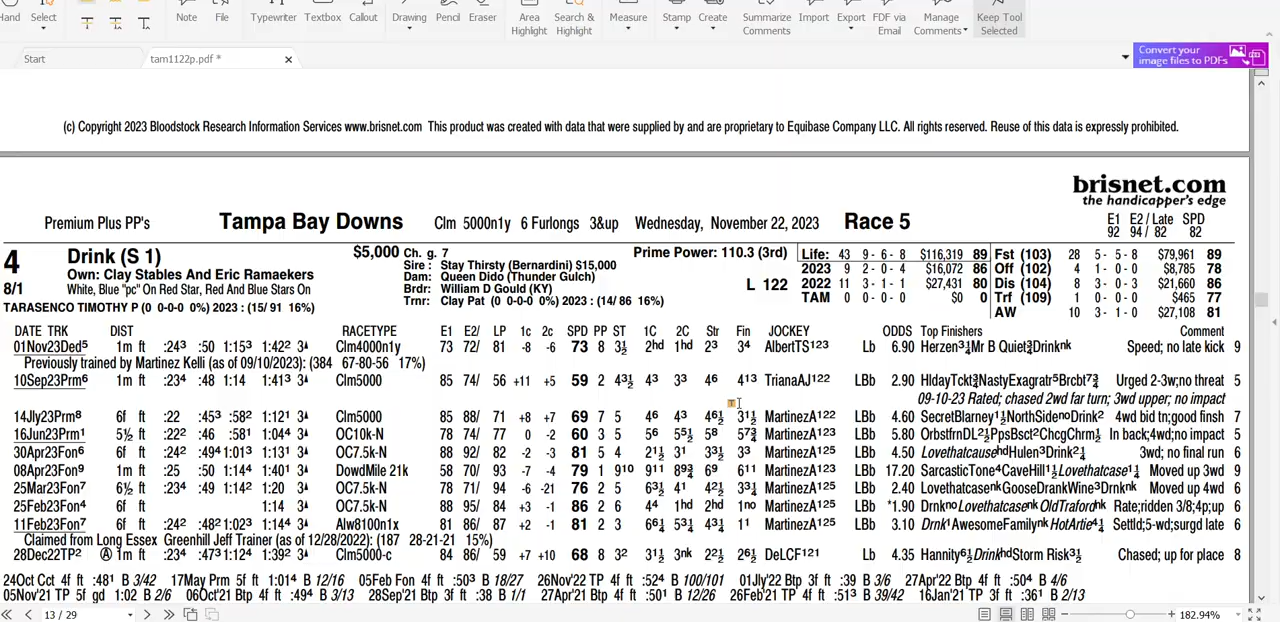 Hand Select Note File Typewriter Textbox Callout Drawing Pencil Eraser Area Highlight Search & Highlight Measure Stamp Create Summarize Comments Import Export FDF via Email Manage Comments Keep Tool Selected
Start tam1122p.pdf * Convert your image files to PDFs
(c) Copyright 2023 Bloodstock Research Information Services www.brisnet.com This product was created with data that were supplied by and are proprietary to Equibase Company LLC. All rights reserved. Reuse of this data is expressly prohibited.
brisnet.com
the handicapper's edge
Premium Plus PP's Tampa Bay Downs Clm 5000n1y 6 Furlongs 3&up Wednesday, November 22, 2023 Race 5
E1 E2 / Late SPD
92 94 / 82 82
4 Drink (S 1)
8/1 Own: Clay Stables And Eric Ramaekers
White, Blue "pc" On Red Star, Red And Blue Stars On
TARASENCO TIMOTHY P (0 0-0-0 0%) 2023 : (15/ 91 16%)
$5,000 Ch. g. 7
Sire : Stay Thirsty (Bernardini) $15,000
Dam: Queen Dido (Thunder Gulch)
Brdr: William D Gould (KY)
Trnr: Clay Pat (0 0-0-0 0%) 2023 : (14/ 86 16%)
Prime Power: 110.3 (3rd)
L 122
Life: 43 9 - 6 - 8 $116,319 89 Fst (103) 28 5 - 5 - 8 $79,961 89
2023 9 2 - 0 - 4 $16,072 86 Off (102) 4 1 - 0 - 0 $8,785 78
2022 11 3 - 1 - 1 $27,431 80 Dis (104) 8 3 - 0 - 3 $21,660 86
TAM 0 0 - 0 - 0 $0 0 Trf (109) 1 0 - 0 - 0 $465 77
AW 10 3 - 1 - 0 $27,108 81
DATE TRK DIST RACETYPE E1 E2/ LP 1c 2c SPD PP ST 1C 2C Str Fin JOCKEY ODDS Top Finishers Comment
01Nov23Ded⁵ 1m ft :24³ :50 1:15³ 1:42³ 3▲ Clm4000n1y 73 72/ 81 -8 -6 73 8 3½ 2hd 1hd 2³ 3⁴ AlbertTS¹²³ Lb 6.90 Herzen¾Mr B Quiet¾Drinknk Speed; no late kick 9
Previously trained by Martinez Kelli (as of 09/10/2023): (384 67-80-56 17%)
10Sep23Prm⁶ 1m ft :23⁴ :48 1:14 1:41³ 3▲ Clm5000 85 74/ 56 +11 +5 59 2 4³½ 4³ 3³ 4⁶ 4¹³ TrianaAJ¹²² LBb 2.90 HldayTckt¾NastyExagratr⁵Brcbt7¾ Urged 2-3w;no threat 5
09-10-23 Rated; chased 2wd far turn; 3wd upper; no impact
14Jly23Prm⁸ 6f ft :22 :45³ :58² 1:12¹ 3▲ Clm5000 85 88/ 71 +8 +7 69 7 5 4⁶ 4³ 4⁶½ 3¹½ MartinezA¹²² LBb 4.60 SecretBlarney½NorthSideⁿᵒDrink² 4wd bid tn;good finsh 7
16Jun23Prm¹ 5½ ft :22² :46 :58¹ 1:04⁴ 3▲ OC10k-N 78 74/ 77 0 -2 60 3 5 5⁶ 5⁵½ 5⁸ 5⁷¾ MartinezA¹²³ LBb 5.80 OrbstfrnDL²½PpsBsct²ChcgChrm½ In back;4wd;no impact 5
30Apr23Fon⁶ 6f ft :24² :49⁴ 1:01³ 1:13¹ 3▲ OC7.5k-N 88 92/ 82 -2 -3 81 5 4 2¹½ 3¹ 3³½ 3³ MartinezA¹²³ LBb 4.50 LovethatcasehdHulen³Drink²¾ 3wd; no final run 6
08Apr23Fon⁹ 1m ft :25 :50 1:14⁴ 1:40¹ 3▲ DowdMile 21k 58 70/ 93 -7 -4 79 1 9¹⁰ 9¹¹ 8⁹¾ 6⁹ 6¹¹ MartinezA¹²³ LBb 17.20 SarcasticTone⁴CaveHill¹½Lovethatcase¹¼ Moved up 3wd 9
25Mar23Fon⁷ 6½ ft :23⁴ :49 1:14² 1:20 3▲ OC7.5k-N 78 71/ 94 -6 -21 76 2 5 6³½ 4¹ 4²½ 3³¼ MartinezA¹²⁵ LBb 2.40 LovethatcasenkGooseDrankWine³Drnknk Moved up 4wd 6
25Feb23Fon⁴ 6f ft 1:14 3▲ OC7.5k-N 88 95/ 84 +3 -1 86 2 6 4⁴ 1hd 2hd 1no MartinezA¹²⁵ LBb *1.90 DrnknoLovethatcasenkOldTrafordnk Rate;ridden 3/8;4p;up 6
11Feb23Fon⁷ 6f ft :24² :48² 1:02³ 1:14⁴ 3▲ Alw8100n1x 81 86/ 87 +2 -1 81 2 3 6⁶¼ 5³¼ 4³¼ 1¹ MartinezA¹²⁵ LBb 3.10 Drnk¹AwesomeFamilynkHotArtie⁴¼ Settld;5-wd;surgd late 6
Claimed from Long Essex Greenhill Jeff Trainer (as of 12/28/2022): (187 28-21-21 15%)
28Dec22TP² Ⓐ 1m ft :23⁴ :47³ 1:12⁴ 1:39² 3▲ Clm5000-c 84 86/ 59 +7 +10 68 8 3² 3¹½ 3nk 2²½ 2⁶½ DeLCF¹²¹ Lb 4.35 Hannity⁶½DrinkhdStorm Risk³½ Chased; up for place 8
24Oct Cct 4f ft :48¹ B 3/42 17May Prm 5f ft 1:01⁴ B 12/16 05Feb Fon 4f ft :50³ B 18/27 26Nov'22 TP 4f ft :52⁴ B 100/101 01Jly'22 Btp 3f ft :39 B 3/6 27Apr'22 Btp 4f ft :50⁴ B 4/6
05Nov'21 TP 5f gd 1:02 B 2/6 06Oct'21 Btp 4f ft :49⁴ B 3/13 28Sep'21 Btp 3f ft :38 B 1/1 27Apr'21 Btp 4f ft :50¹ B 12/26 26Feb'21 TP 4f ft :51³ B 39/42 16Jan'21 TP 3f ft :36¹ B 2/13
13 / 29 182.94%